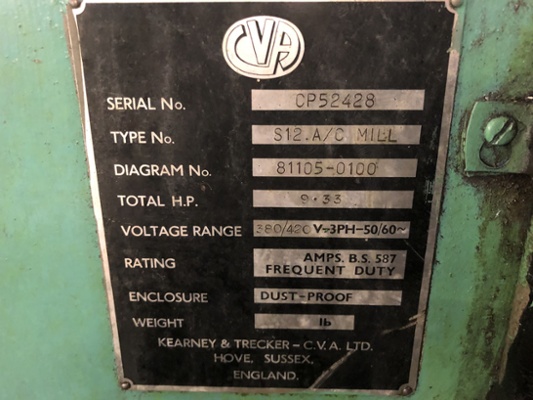 CVA
SERIAL No. CP52428
TYPE No. S12.A/C MILL
DIAGRAM No. 81105-0100
TOTAL H.P. 9.33
VOLTAGE RANGE 380/420 V-3PH-50/60~
RATING AMPS. B.S. 587
FREQUENT DUTY
ENCLOSURE DUST-PROOF
WEIGHT lb
KEARNEY & TRECKER - C.V.A. LTD.
HOVE, SUSSEX,
ENGLAND.